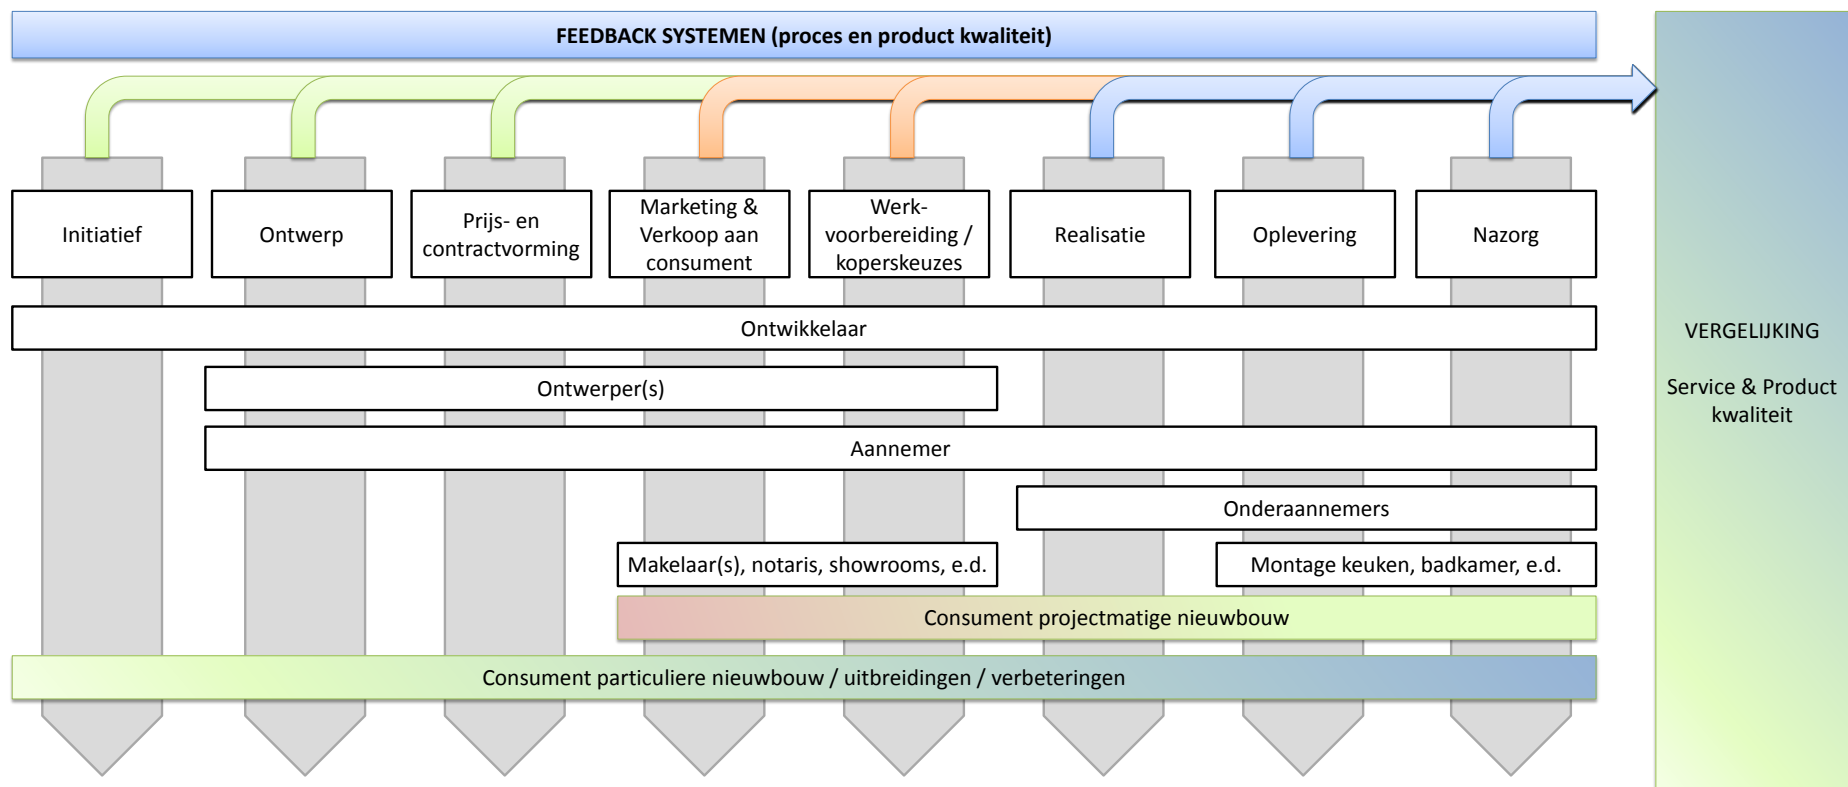 FEEDBACK SYSTEMEN (proces en product kwaliteit)
Initiatief
Ontwerp
Prijs- en
contractvorming
Marketing &
Verkoop aan
consument
Werk-
voorbereiding /
koperskeuzes
Realisatie
Oplevering
Nazorg
Ontwikkelaar
Ontwerper(s)
Aannemer
Onderaannemers
Makelaar(s), notaris, showrooms, e.d.
Montage keuken, badkamer, e.d.
Consument projectmatige nieuwbouw
Consument particuliere nieuwbouw / uitbreidingen / verbeteringen
VERGELIJKING
Service & Product
kwaliteit